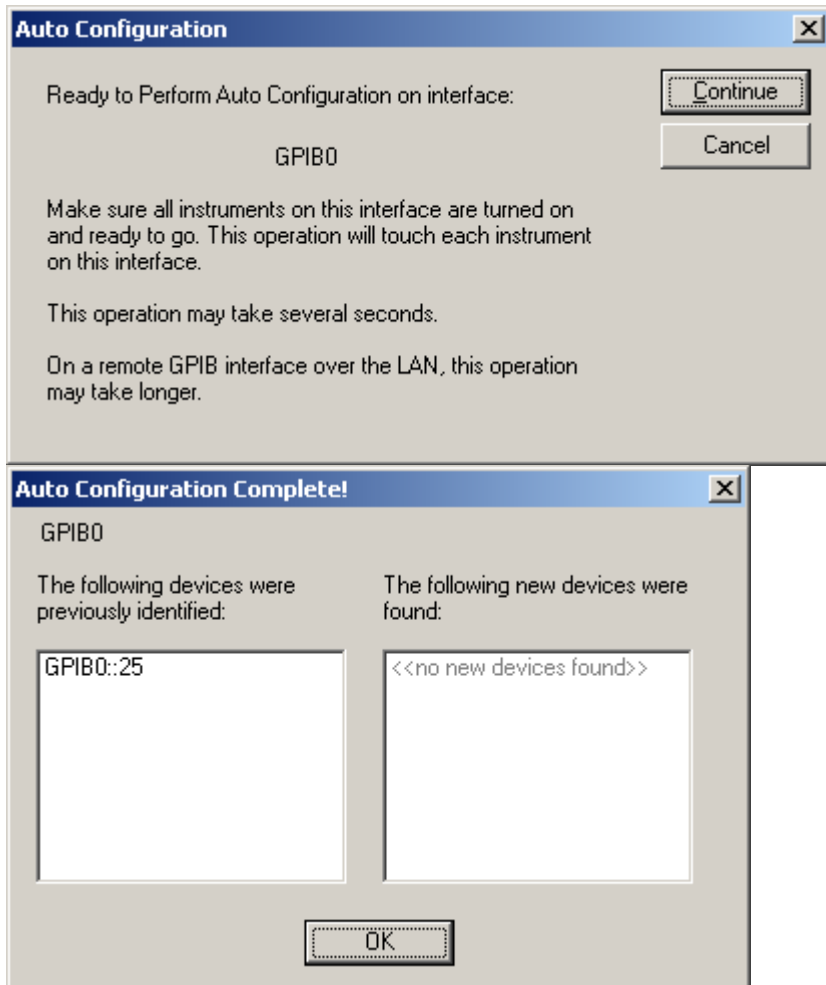 Auto Configuration
Ready to Perform Auto Configuration on interface:
Continue
Cancel
GPIB0
Make sure all instruments on this interface are turned on
and ready to go. This operation will touch each instrument
on this interface.
This operation may take several seconds.
On a remote GPIB interface over the LAN, this operation
may take longer.
Auto Configuration Complete!
GPIB0
The following devices were
previously identified:
The following new devices were
found:
GPIB0::25
<<no new devices found>>
OK